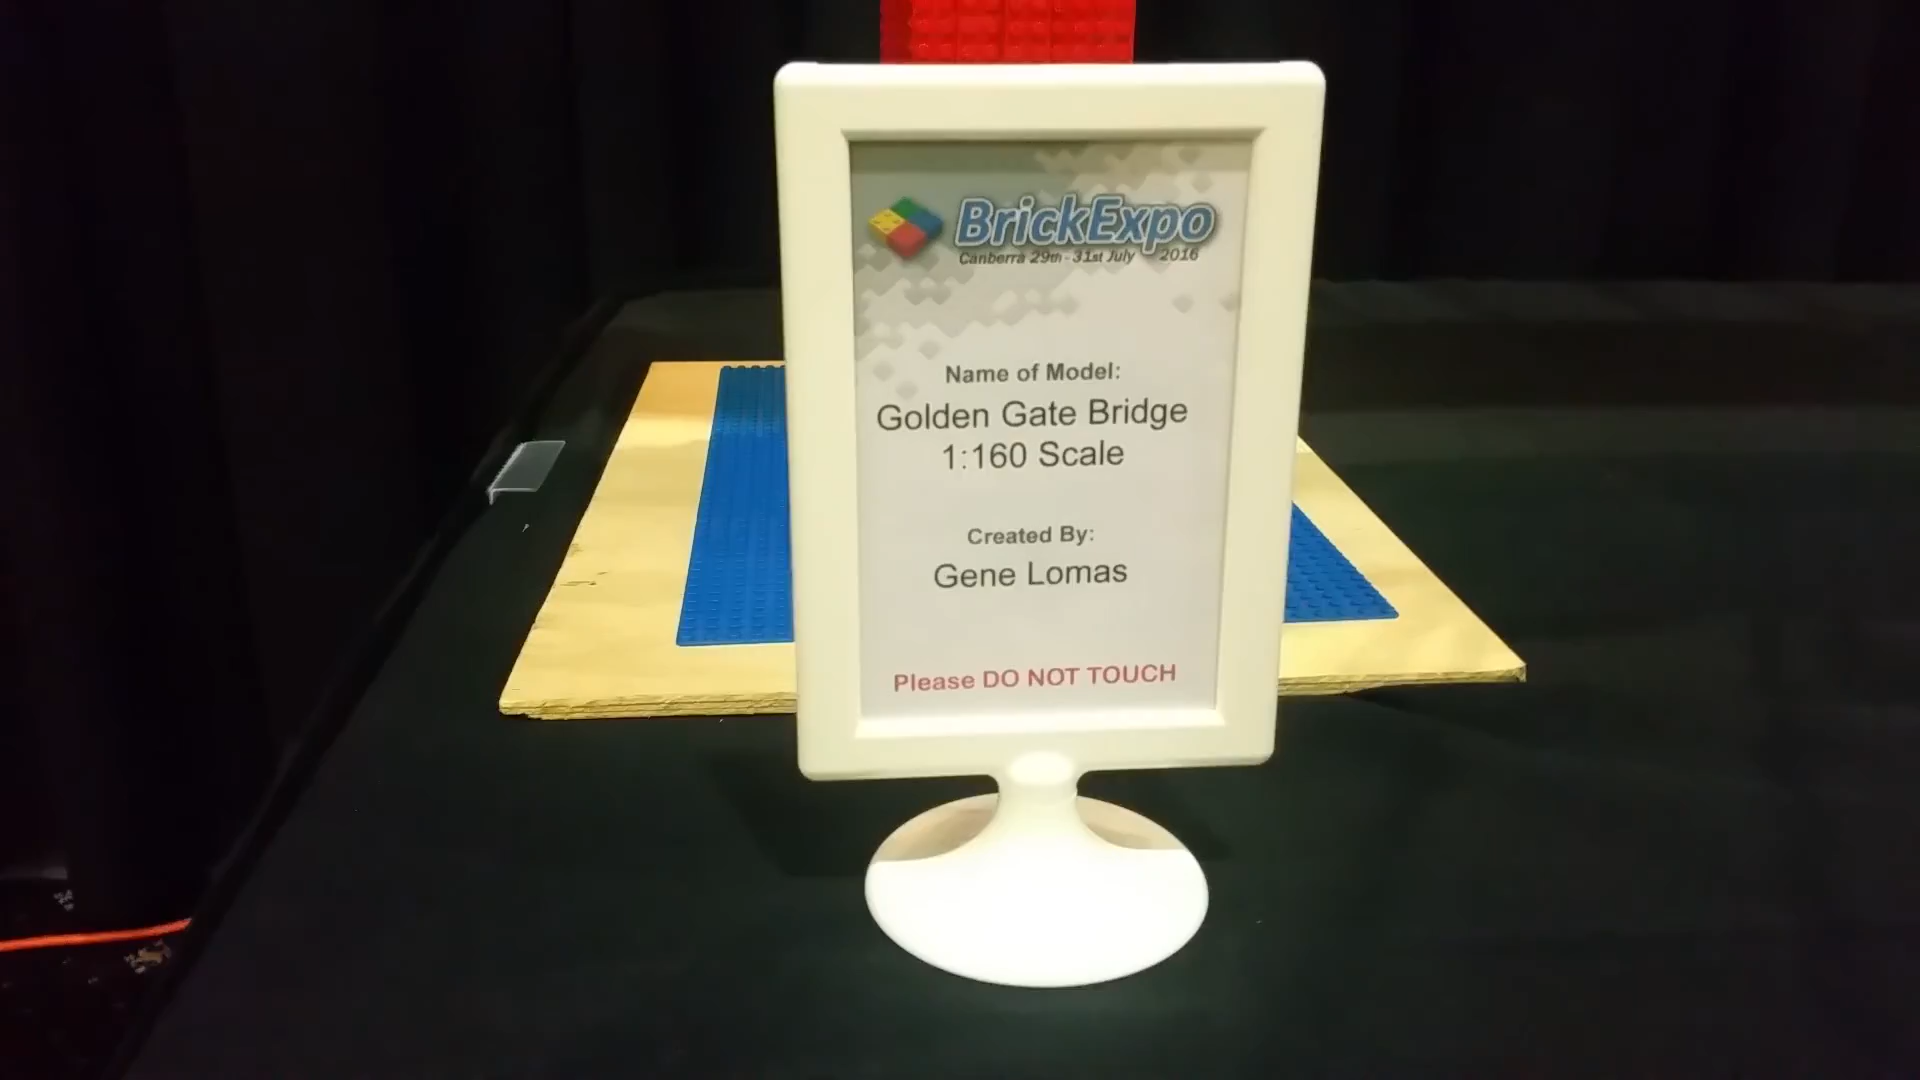 BrickExpo
Canberra 29th - 31st July 2016
Name of Model:
Golden Gate Bridge
1:160 Scale
Created By:
Gene Lomas
Please DO NOT TOUCH